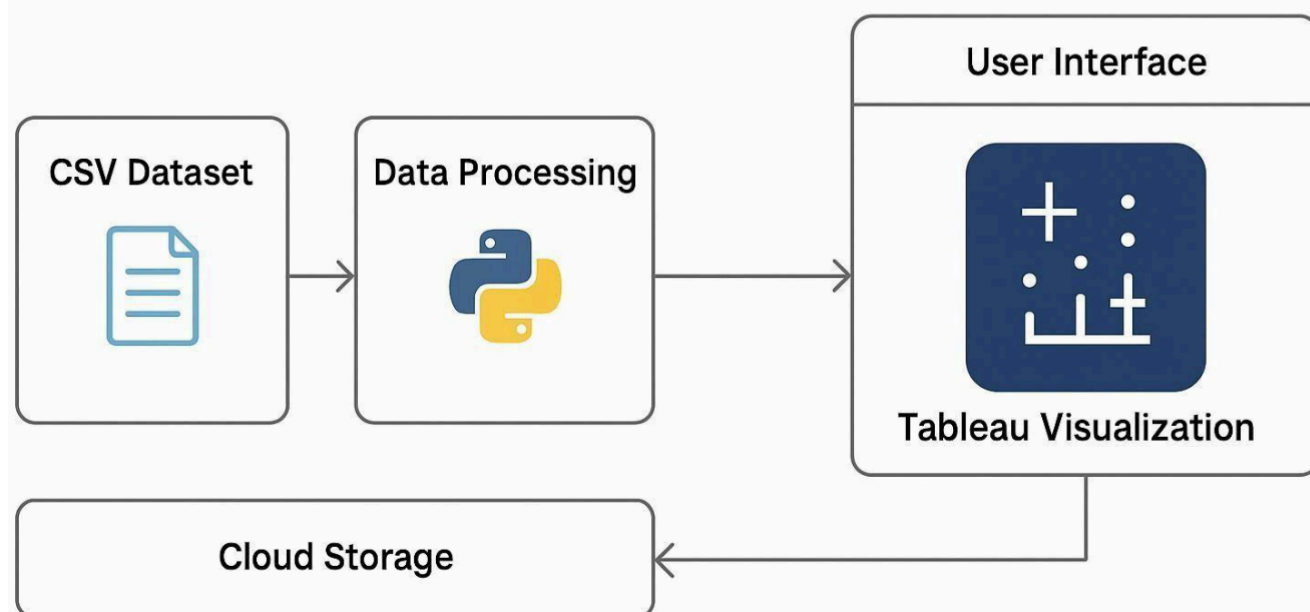 CSV Dataset
Data Processing
User Interface
Tableau Visualization
Cloud Storage